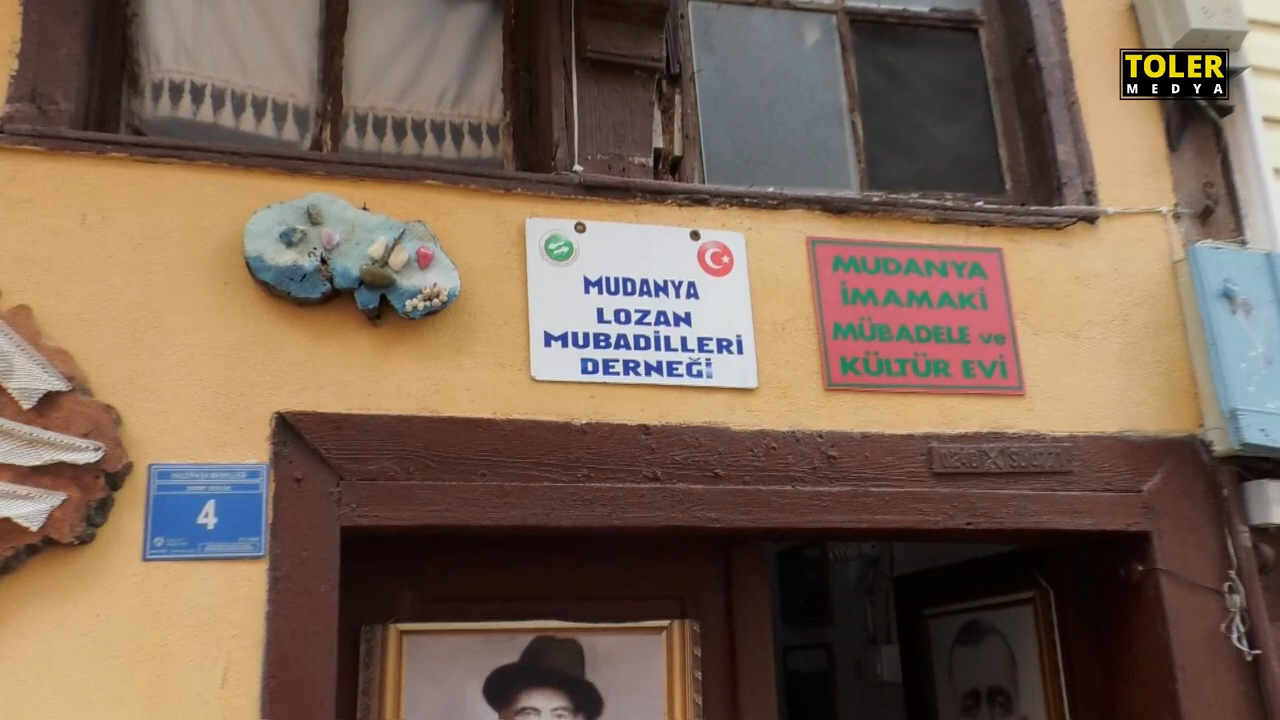 TOLER
MEDYA
MUDANYA
LOZAN
MUBADİLLERİ
DERNEĞİ
MUDANYA
İMAMAKİ
MÜBADELE ve
KÜLTÜR EVİ
4